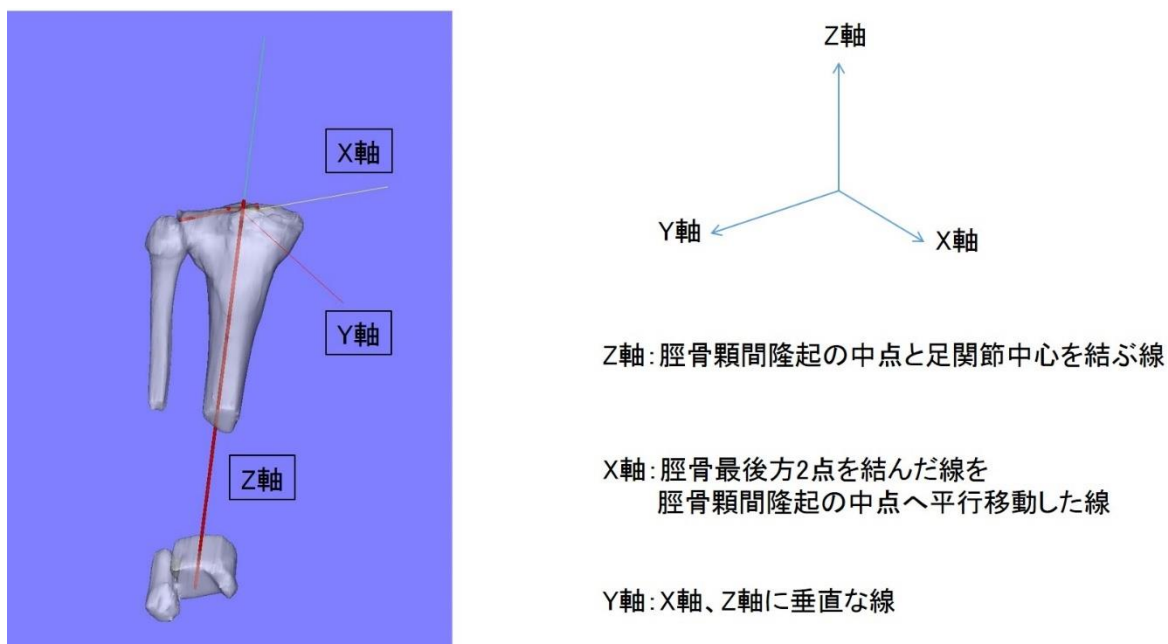 X軸
Y軸
Z軸
Z軸
Y軸
X軸
Z軸:脛骨顆間隆起の中点と足関節中心を結ぶ線
X軸:脛骨最後方2点を結んだ線を
脛骨顆間隆起の中点へ平行移動した線
Y軸:X軸、Z軸に垂直な線